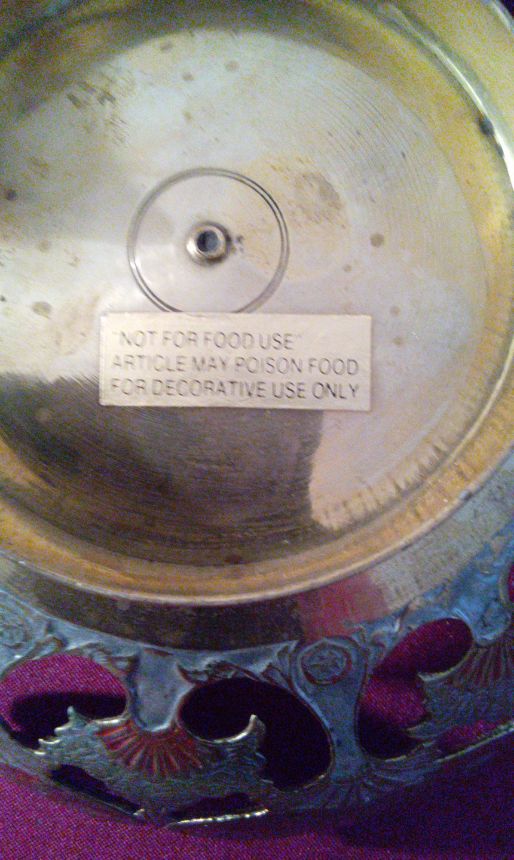 "NOT FOR FOOD USE"
ARTICLE MAY POISON FOOD
FOR DECORATIVE USE ONLY